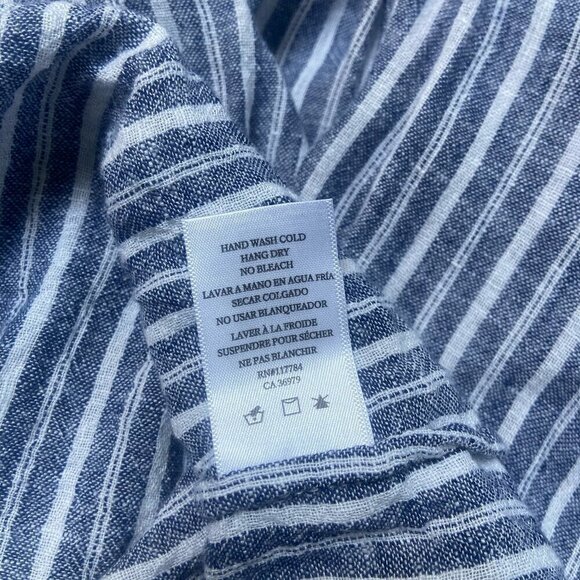 HAND WASH COLD
HANG DRY
NO BLEACH
LAVAR A MANO EN AGUA FRÍA
SECAR COLGADO
NO USAR BLANQUEADOR
LAVER À LA FROIDE
SUSPENDRE POUR SÉCHER
NE PAS BLANCHIR
RN#117784
CA 36979